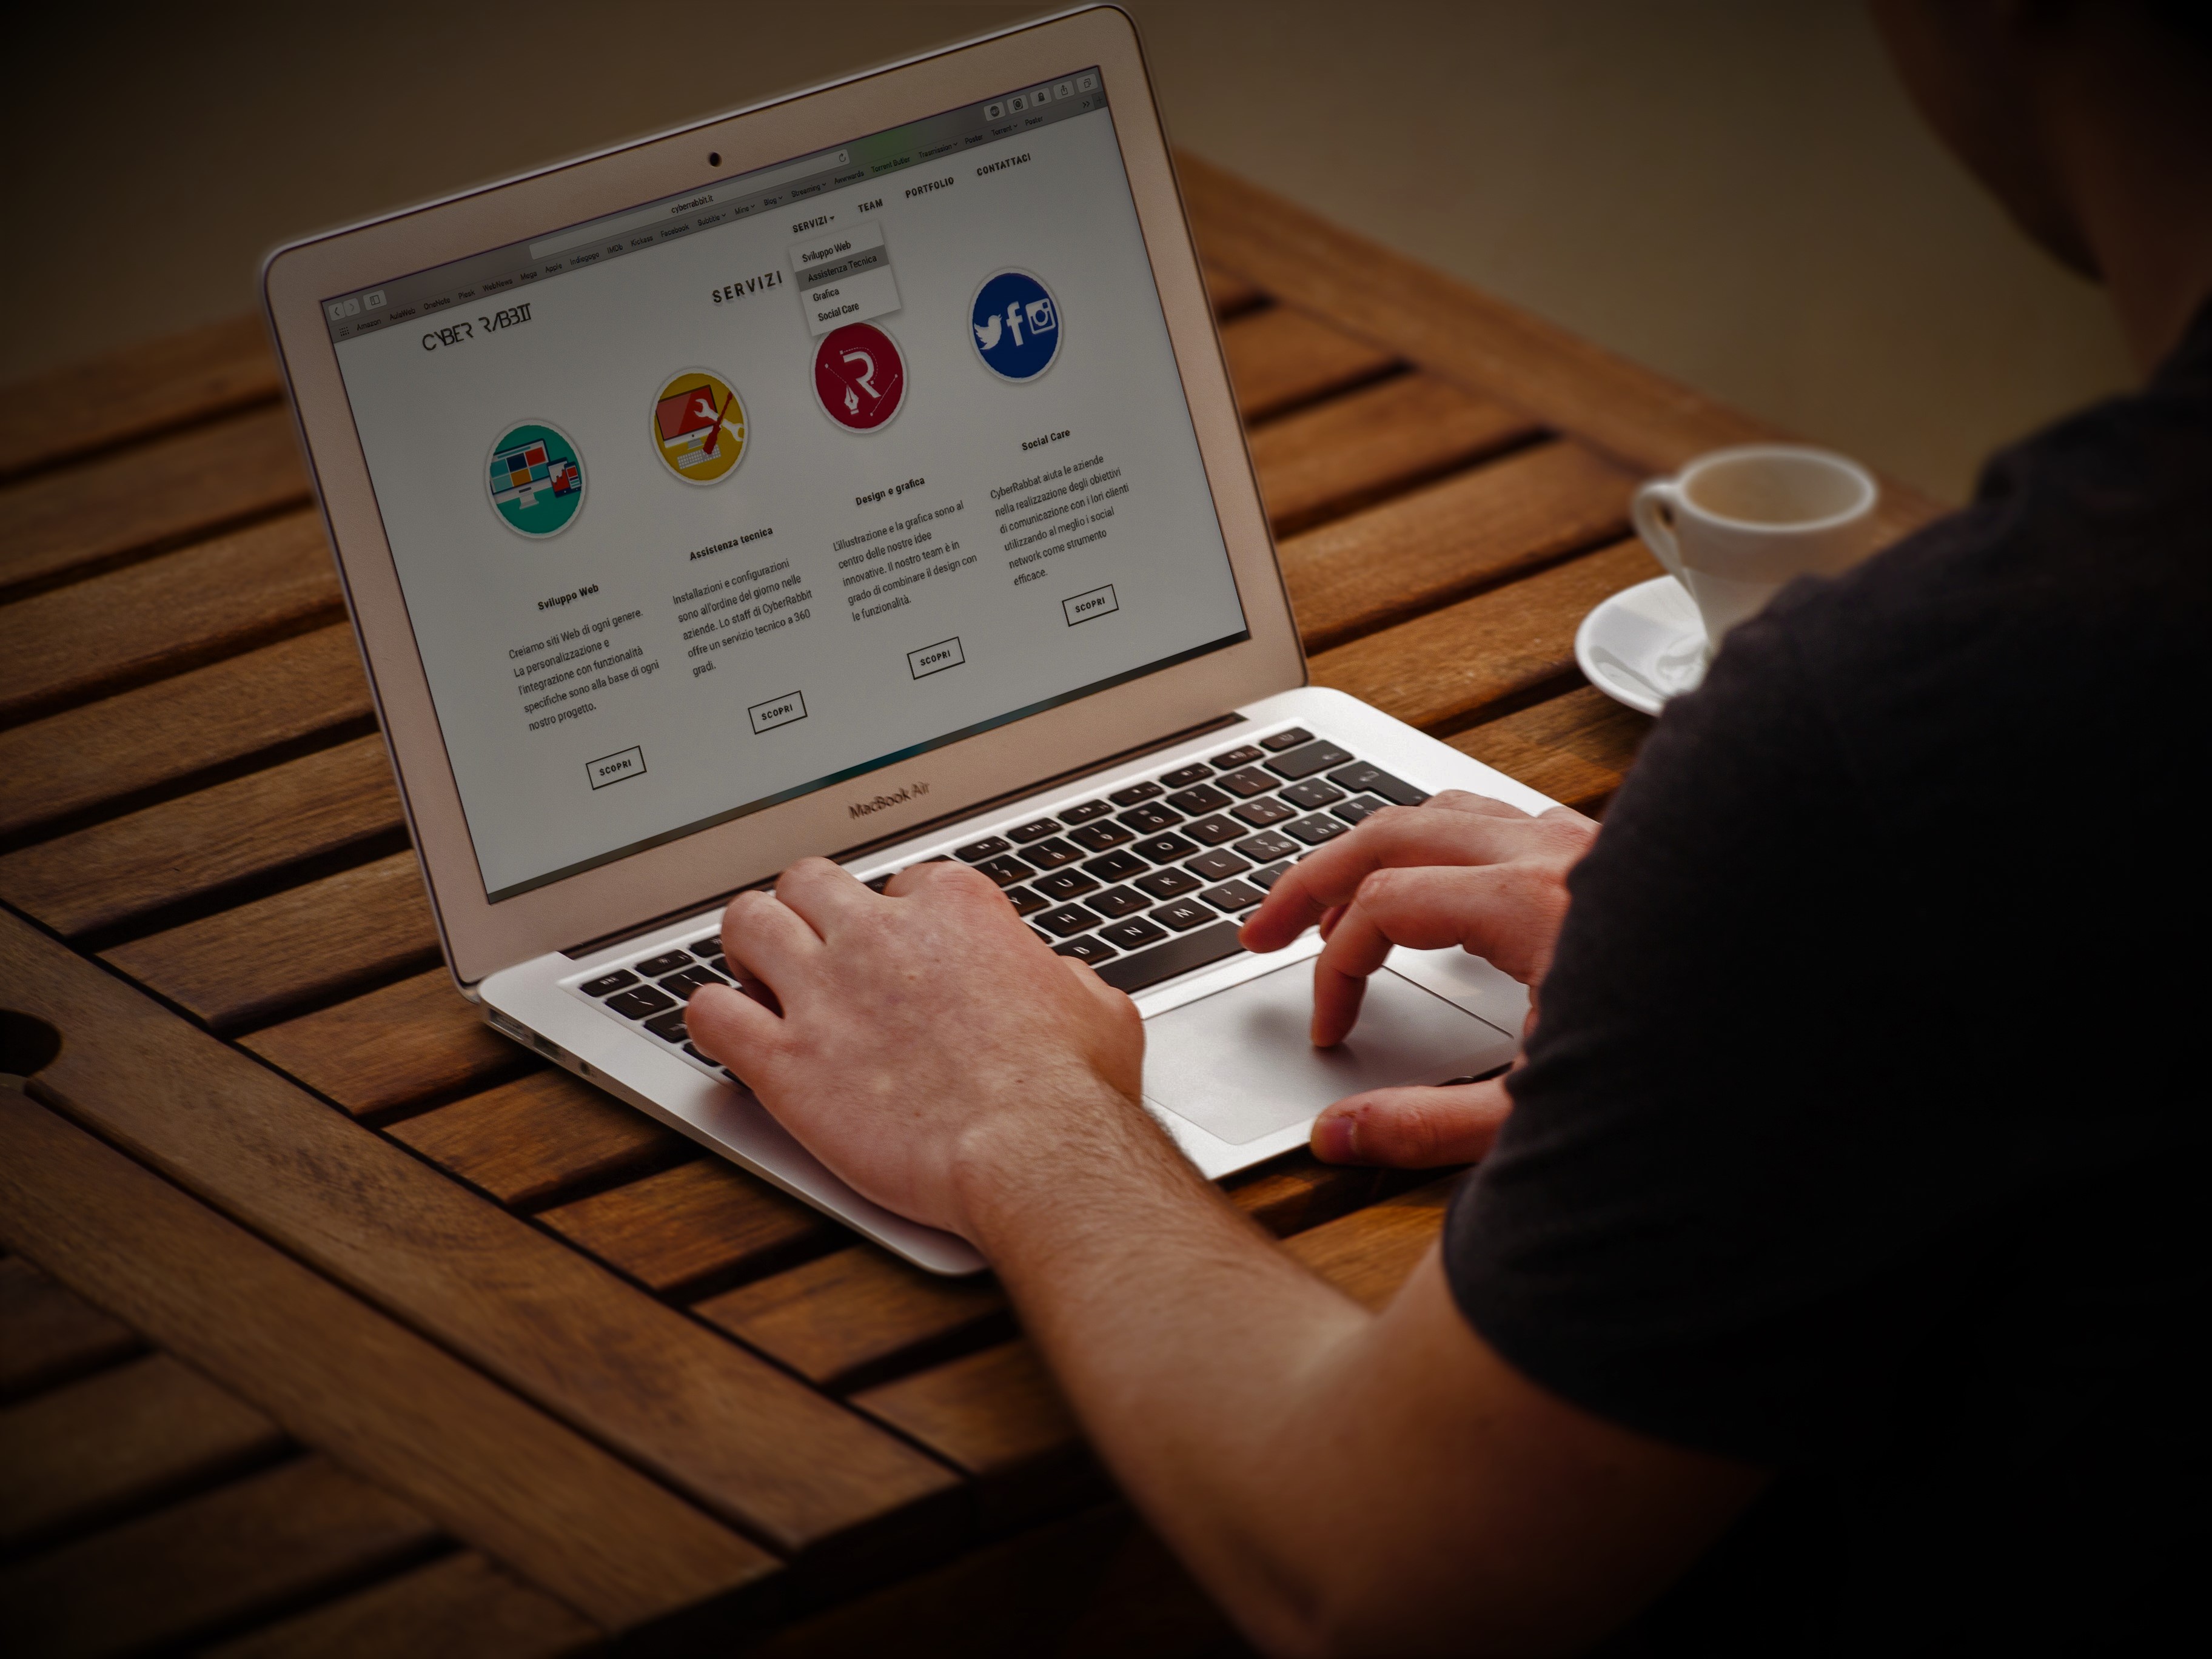 cyberrabbit.it
Amazon AulaWeb OneNote Plesk WebNews Mega Apple Indiegogo IMDb Kickass Facebook Subtitle Ming Blog Streaming Awwwards Torrent Butler Trasmission Poster Torrent Poster
CYBER RABBIT
SERVIZI TEAM PORTFOLIO CONTATTACI
Sviluppo Web
Assistenza Tecnica
Grafica
Social Care
SERVIZI
Sviluppo Web
Creiamo siti Web di ogni genere.
La personalizzazione e
l'integrazione con funzionalità
specifiche sono alla base di ogni
nostro progetto.
SCOPRI
Assistenza tecnica
Installazioni e configurazioni
sono all'ordine del giorno nelle
aziende. Lo staff di CyberRabbit
offre un servizio tecnico a 360
gradi.
SCOPRI
Design e grafica
L'illustrazione e la grafica sono al
centro delle nostre idee
innovative. Il nostro team è in
grado di combinare il design con
le funzionalità.
SCOPRI
Social Care
CyberRabbat aiuta le aziende
nella realizzazione degli obiettivi
di comunicazione con i lori clienti
utilizzando al meglio i social
network come strumento
efficace.
SCOPRI
MacBook Air
U I O P
H J K L
B N M